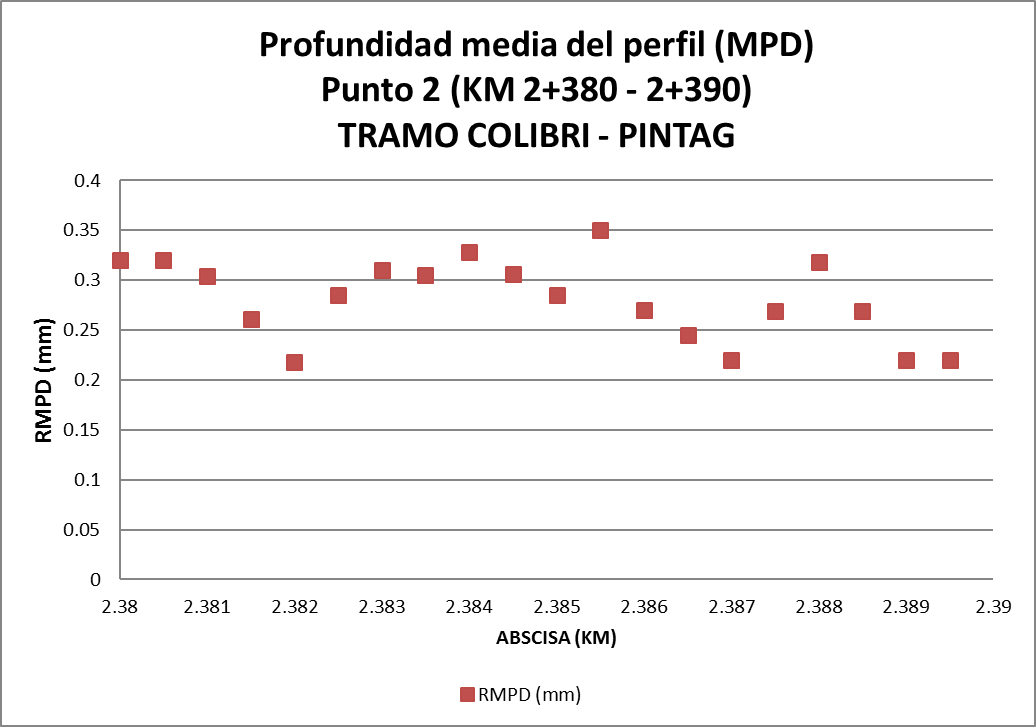 Profundidad media del perfil (MPD)
Punto 2 (KM 2+380 - 2+390)
TRAMO COLIBRI - PINTAG
0.4
0.35
0.3
0.25
0.2
0.15
0.1
0.05
0
RMPD (mm)
2.38 2.381 2.382 2.383 2.384 2.385 2.386 2.387 2.388 2.389 2.39
ABSCISA (KM)
RMPD (mm)